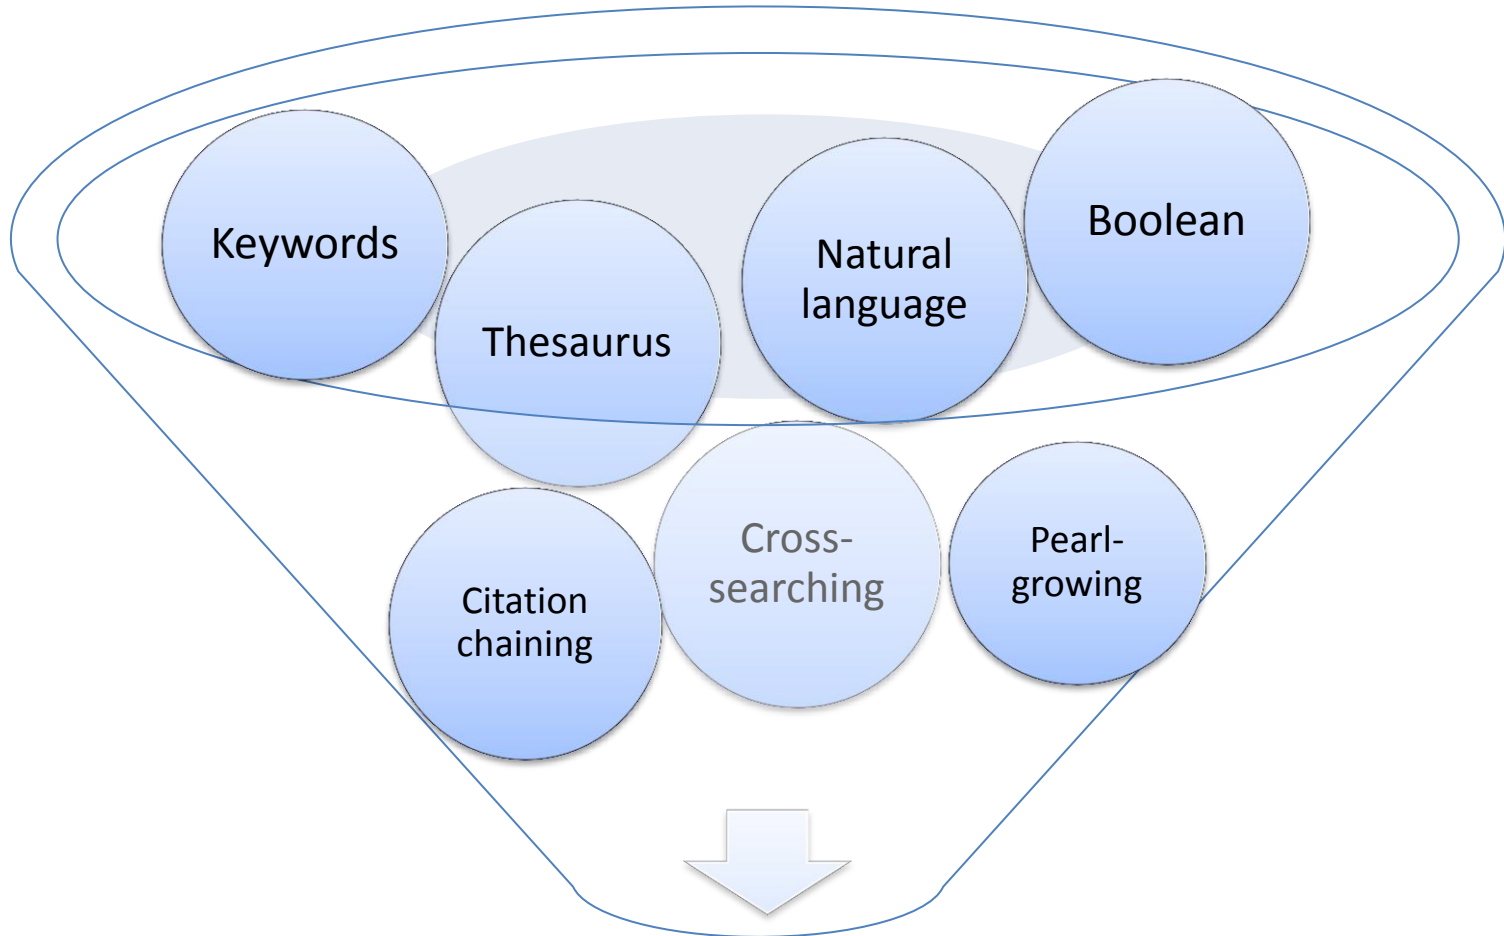 Keywords
Thesaurus
Natural
language
Boolean
Citation
chaining
Cross-
searching
Pearl-
growing